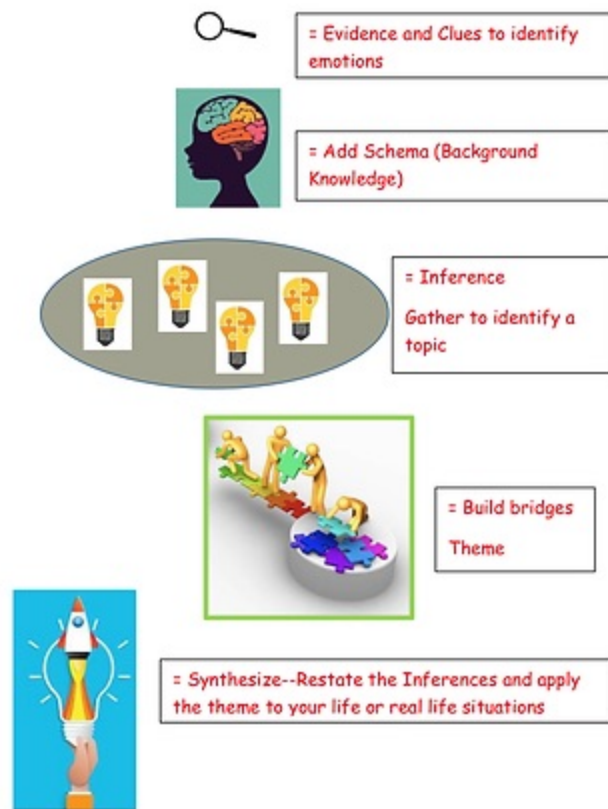 = Evidence and Clues to identify
emotions
= Add Schema (Background
Knowledge)
= Inference
Gather to identify a
topic
= Build bridges
Theme
= Synthesize--Restate the Inferences and apply
the theme to your life or real life situations